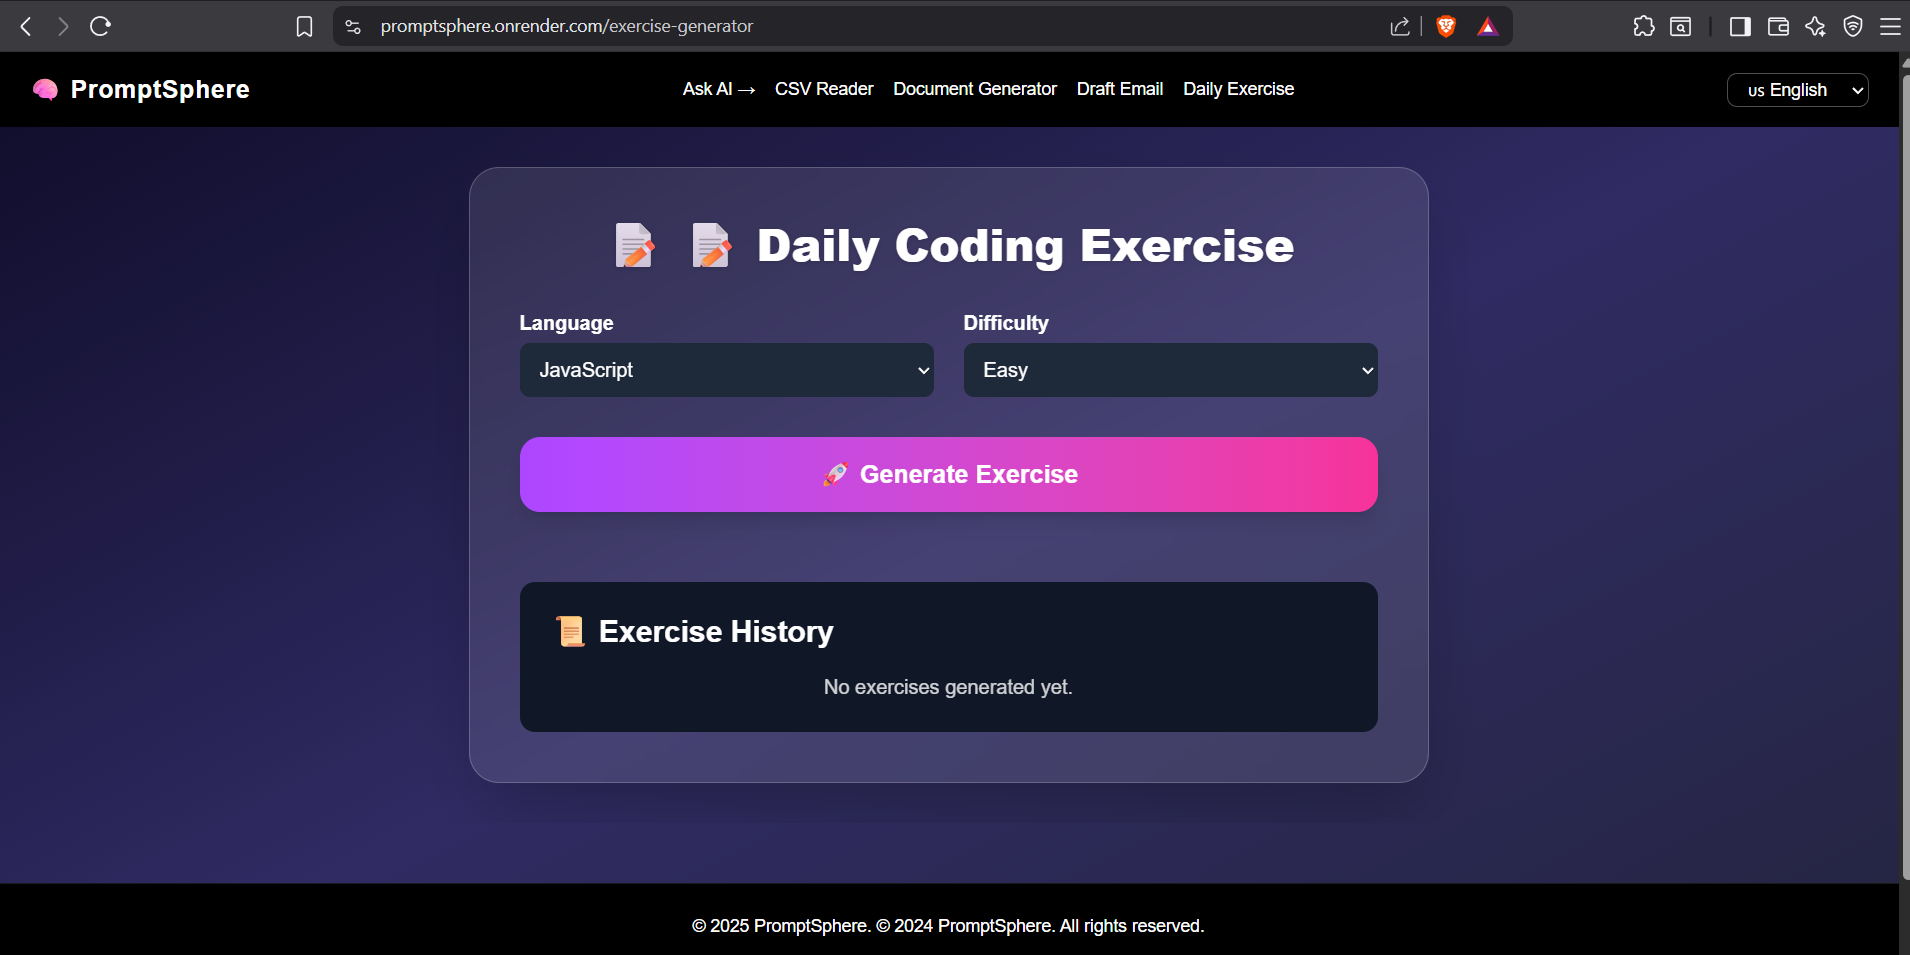 promptsphere.onrender.com/exercise-generator
PromptSphere
Ask AI →
CSV Reader
Document Generator
Draft Email
Daily Exercise
us English
Daily Coding Exercise
Language
Difficulty
JavaScript
Easy
Generate Exercise
Exercise History
No exercises generated yet.
© 2025 PromptSphere. © 2024 PromptSphere. All rights reserved.